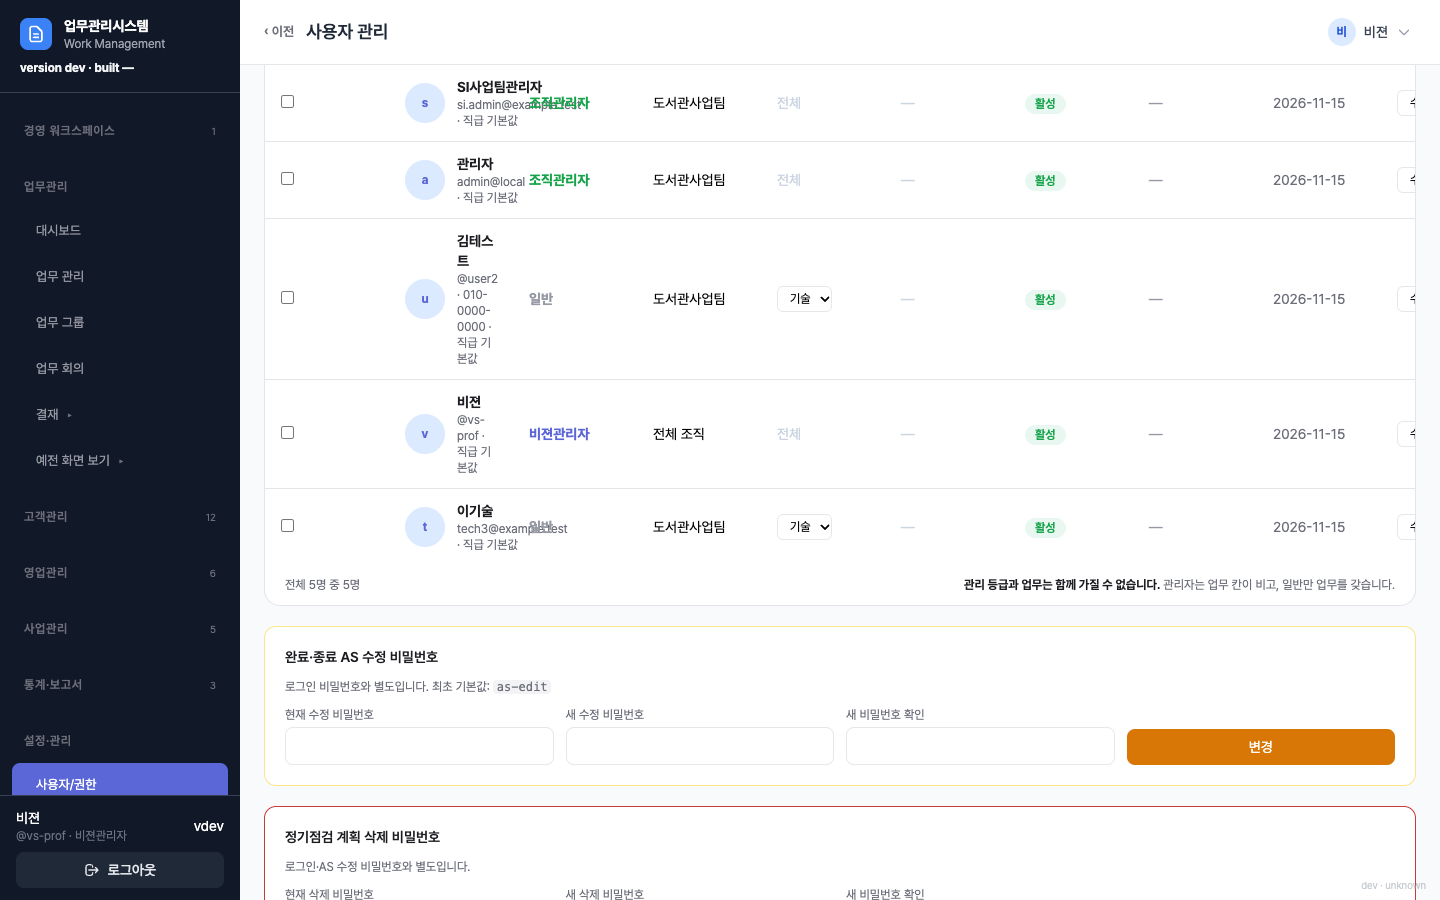 업무관리시스템
Work Management
version dev · built —
경영 워크스페이스 1
업무관리
대시보드
업무 관리
업무 그룹
업무 회의
결재 ▸
예전 화면 보기 ▸
고객관리 12
영업관리 6
사업관리 5
통계·보고서 3
설정·관리
사용자/권한
비젼
@vs-prof · 비젼관리자
vdev
로그아웃
‹ 이전 사용자 관리
비 비젼
s SI사업팀관리자
si.admin@example.test
· 직급 기본값
조직관리자 도서관사업팀 전체 — 활성 — 2026-11-15
a 관리자
admin@local
· 직급 기본값
조직관리자 도서관사업팀 전체 — 활성 — 2026-11-15
u 김테스
트
@user2
· 010-
0000-
0000 ·
직급 기
본값
일반 도서관사업팀 기술 — 활성 — 2026-11-15
v 비젼
@vs-
prof ·
직급 기
본값
비젼관리자 전체 조직 전체 — 활성 — 2026-11-15
t 이기술
tech3@example.test
· 직급 기본값
일반 도서관사업팀 기술 — 활성 — 2026-11-15
전체 5명 중 5명
관리 등급과 업무는 함께 가질 수 없습니다. 관리자는 업무 칸이 비고, 일반만 업무를 갖습니다.
완료·종료 AS 수정 비밀번호
로그인 비밀번호와 별도입니다. 최초 기본값: as-edit
현재 수정 비밀번호 새 수정 비밀번호 새 비밀번호 확인
변경
정기점검 계획 삭제 비밀번호
로그인·AS 수정 비밀번호와 별도입니다.
현재 삭제 비밀번호 새 삭제 비밀번호 새 비밀번호 확인
dev · unknown